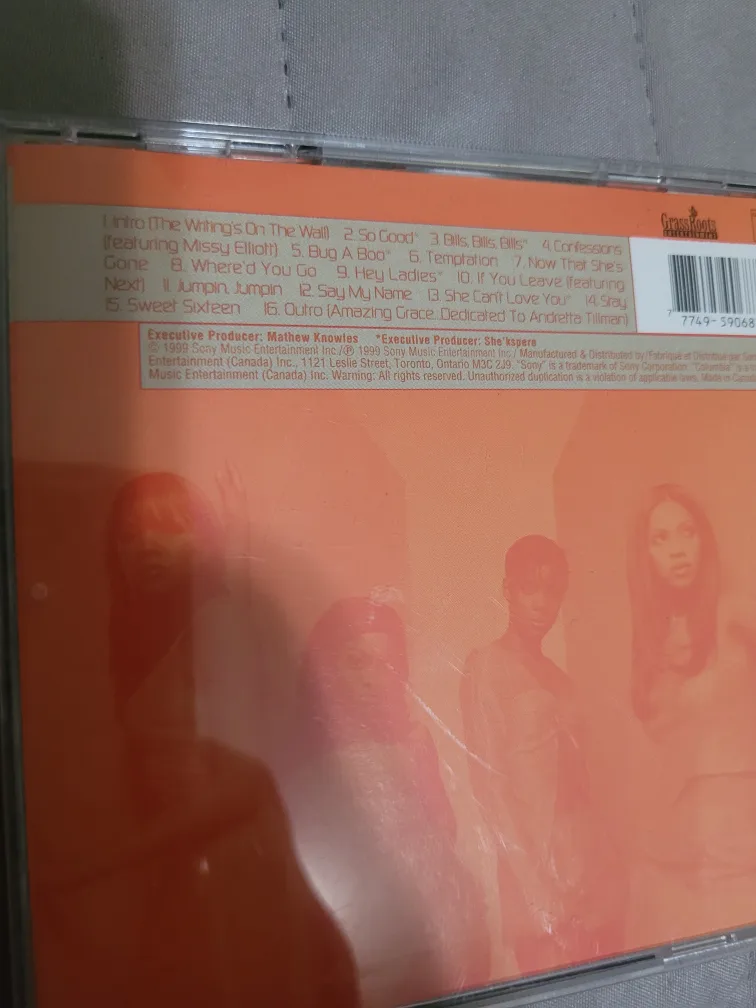 1. Intro (The Writing's On The Wall) 2. So Good* 3. Bills, Bills, Bills* 4. Confessions
(featuring Missy Elliott) 5. Bug A Boo* 6. Temptation 7. Now That She's
Gone 8. Where'd You Go 9. Hey Ladies* 10. If You Leave (featuring
Next) 11. Jumpin, Jumpin 12. Say My Name 13. She Can't Love You* 14. Stay
15. Sweet Sixteen 16. Outro (Amazing Grace...Dedicated To Andretta Tillman)
GrassRoots
ENTERTAINMENT
7 7749-59068
Executive Producer: Mathew Knowles *Executive Producer: She'kspere
© 1999 Sony Music Entertainment Inc./℗ 1999 Sony Music Entertainment Inc./ Manufactured & Distributed by/Fabriqué et Distribué par Son
Entertainment (Canada) Inc., 1121 Leslie Street, Toronto, Ontario M3C 2J9. "Sony" is a trademark of Sony Corporation. "Columbia" is a
Music Entertainment (Canada) Inc. Warning: All rights reserved. Unauthorized duplication is a violation of applicable laws. Made in